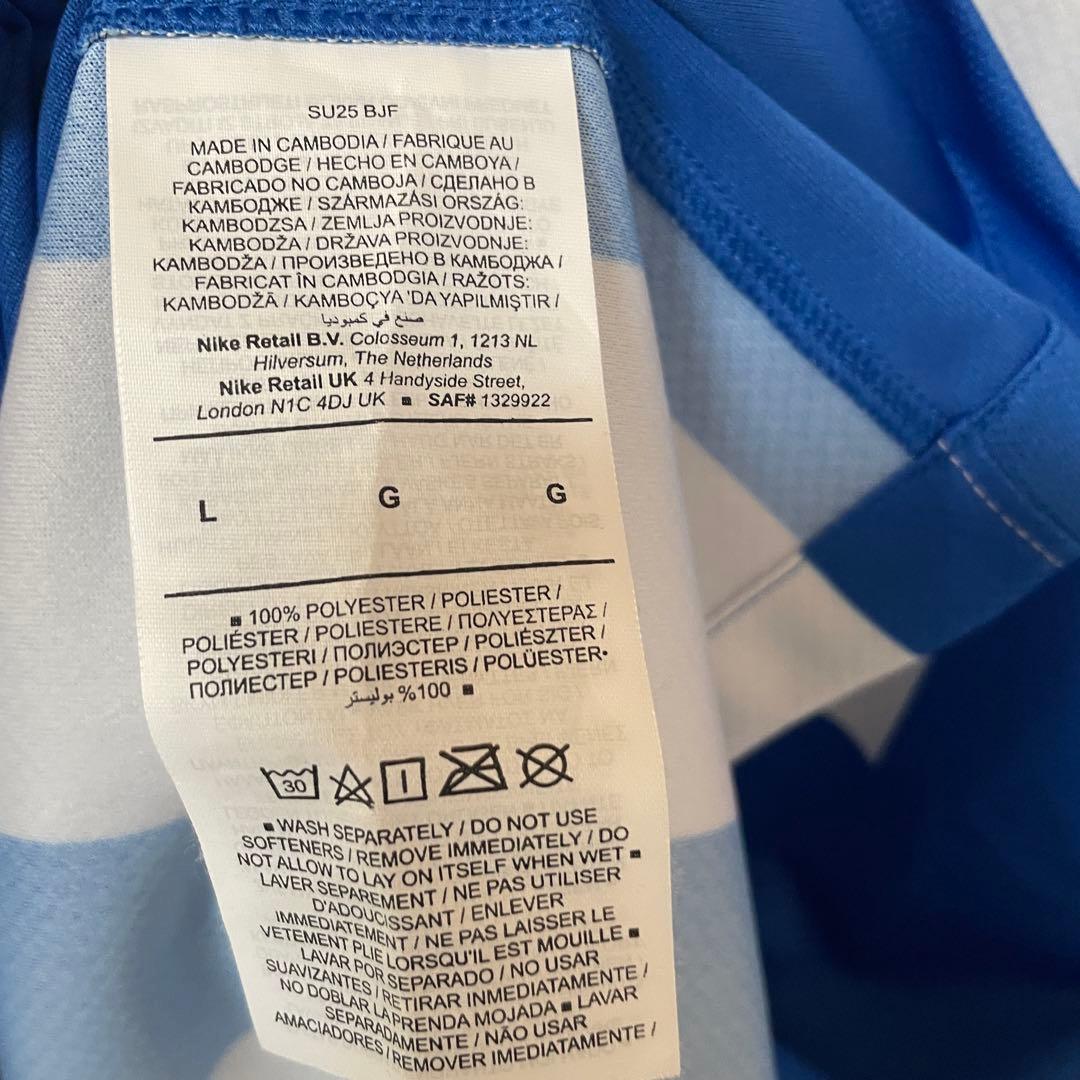 SU25 BJF
MADE IN CAMBODIA / FABRIQUE AU
CAMBODGE / HECHO EN CAMBOYA /
FABRICADO NO CAMBOJA / СДЕЛАНО В
КАМБОДЖЕ / SZÁRMAZÁSI ORSZÁG:
KAMBODZSA / ZEMLJA PROIZVODNJE:
KAMBODŽA / DRŽAVA PROIZVODNJE:
KAMBODŽA / ПРОИЗВЕДЕНО В КАМБОДЖА /
FABRICAT ÎN CAMBODGIA / RAŽOTS:
KAMBODŽĀ / KAMBOÇYA 'DA YAPILMIŞTIR /
صنع في كمبوديا
Nike Retail B.V. Colosseum 1, 1213 NL
Hilversum, The Netherlands
Nike Retail UK 4 Handyside Street,
London N1C 4DJ UK ■ SAF# 1329922
L G G
■ 100% POLYESTER / POLIESTER /
POLIÉSTER / POLIESTERE / ΠΟΛΥΕΣΤΕΡΑΣ /
POLYESTERI / ПОЛИЭСТЕР / POLIÉSZTER /
ПОЛИЕСТЕР / POLIESTERIS / POLÜESTER•
100% بوليستر ■
30
■ WASH SEPARATELY / DO NOT USE
SOFTENERS / REMOVE IMMEDIATELY / DO
NOT ALLOW TO LAY ON ITSELF WHEN WET ■
LAVER SEPAREMENT / NE PAS UTILISER
D'ADOUCISSANT / ENLEVER
IMMEDIATEMENT / NE PAS LAISSER LE
VETEMENT PLIE LORSQU'IL EST MOUILLE ■
LAVAR POR SEPARADO / NO USAR
SUAVIZANTES / RETIRAR INMEDIATAMENTE /
NO DOBLAR LA PRENDA MOJADA ■ LAVAR
SEPARADAMENTE / NÃO USAR
AMACIADORES / REMOVER IMEDIATAMENTE /